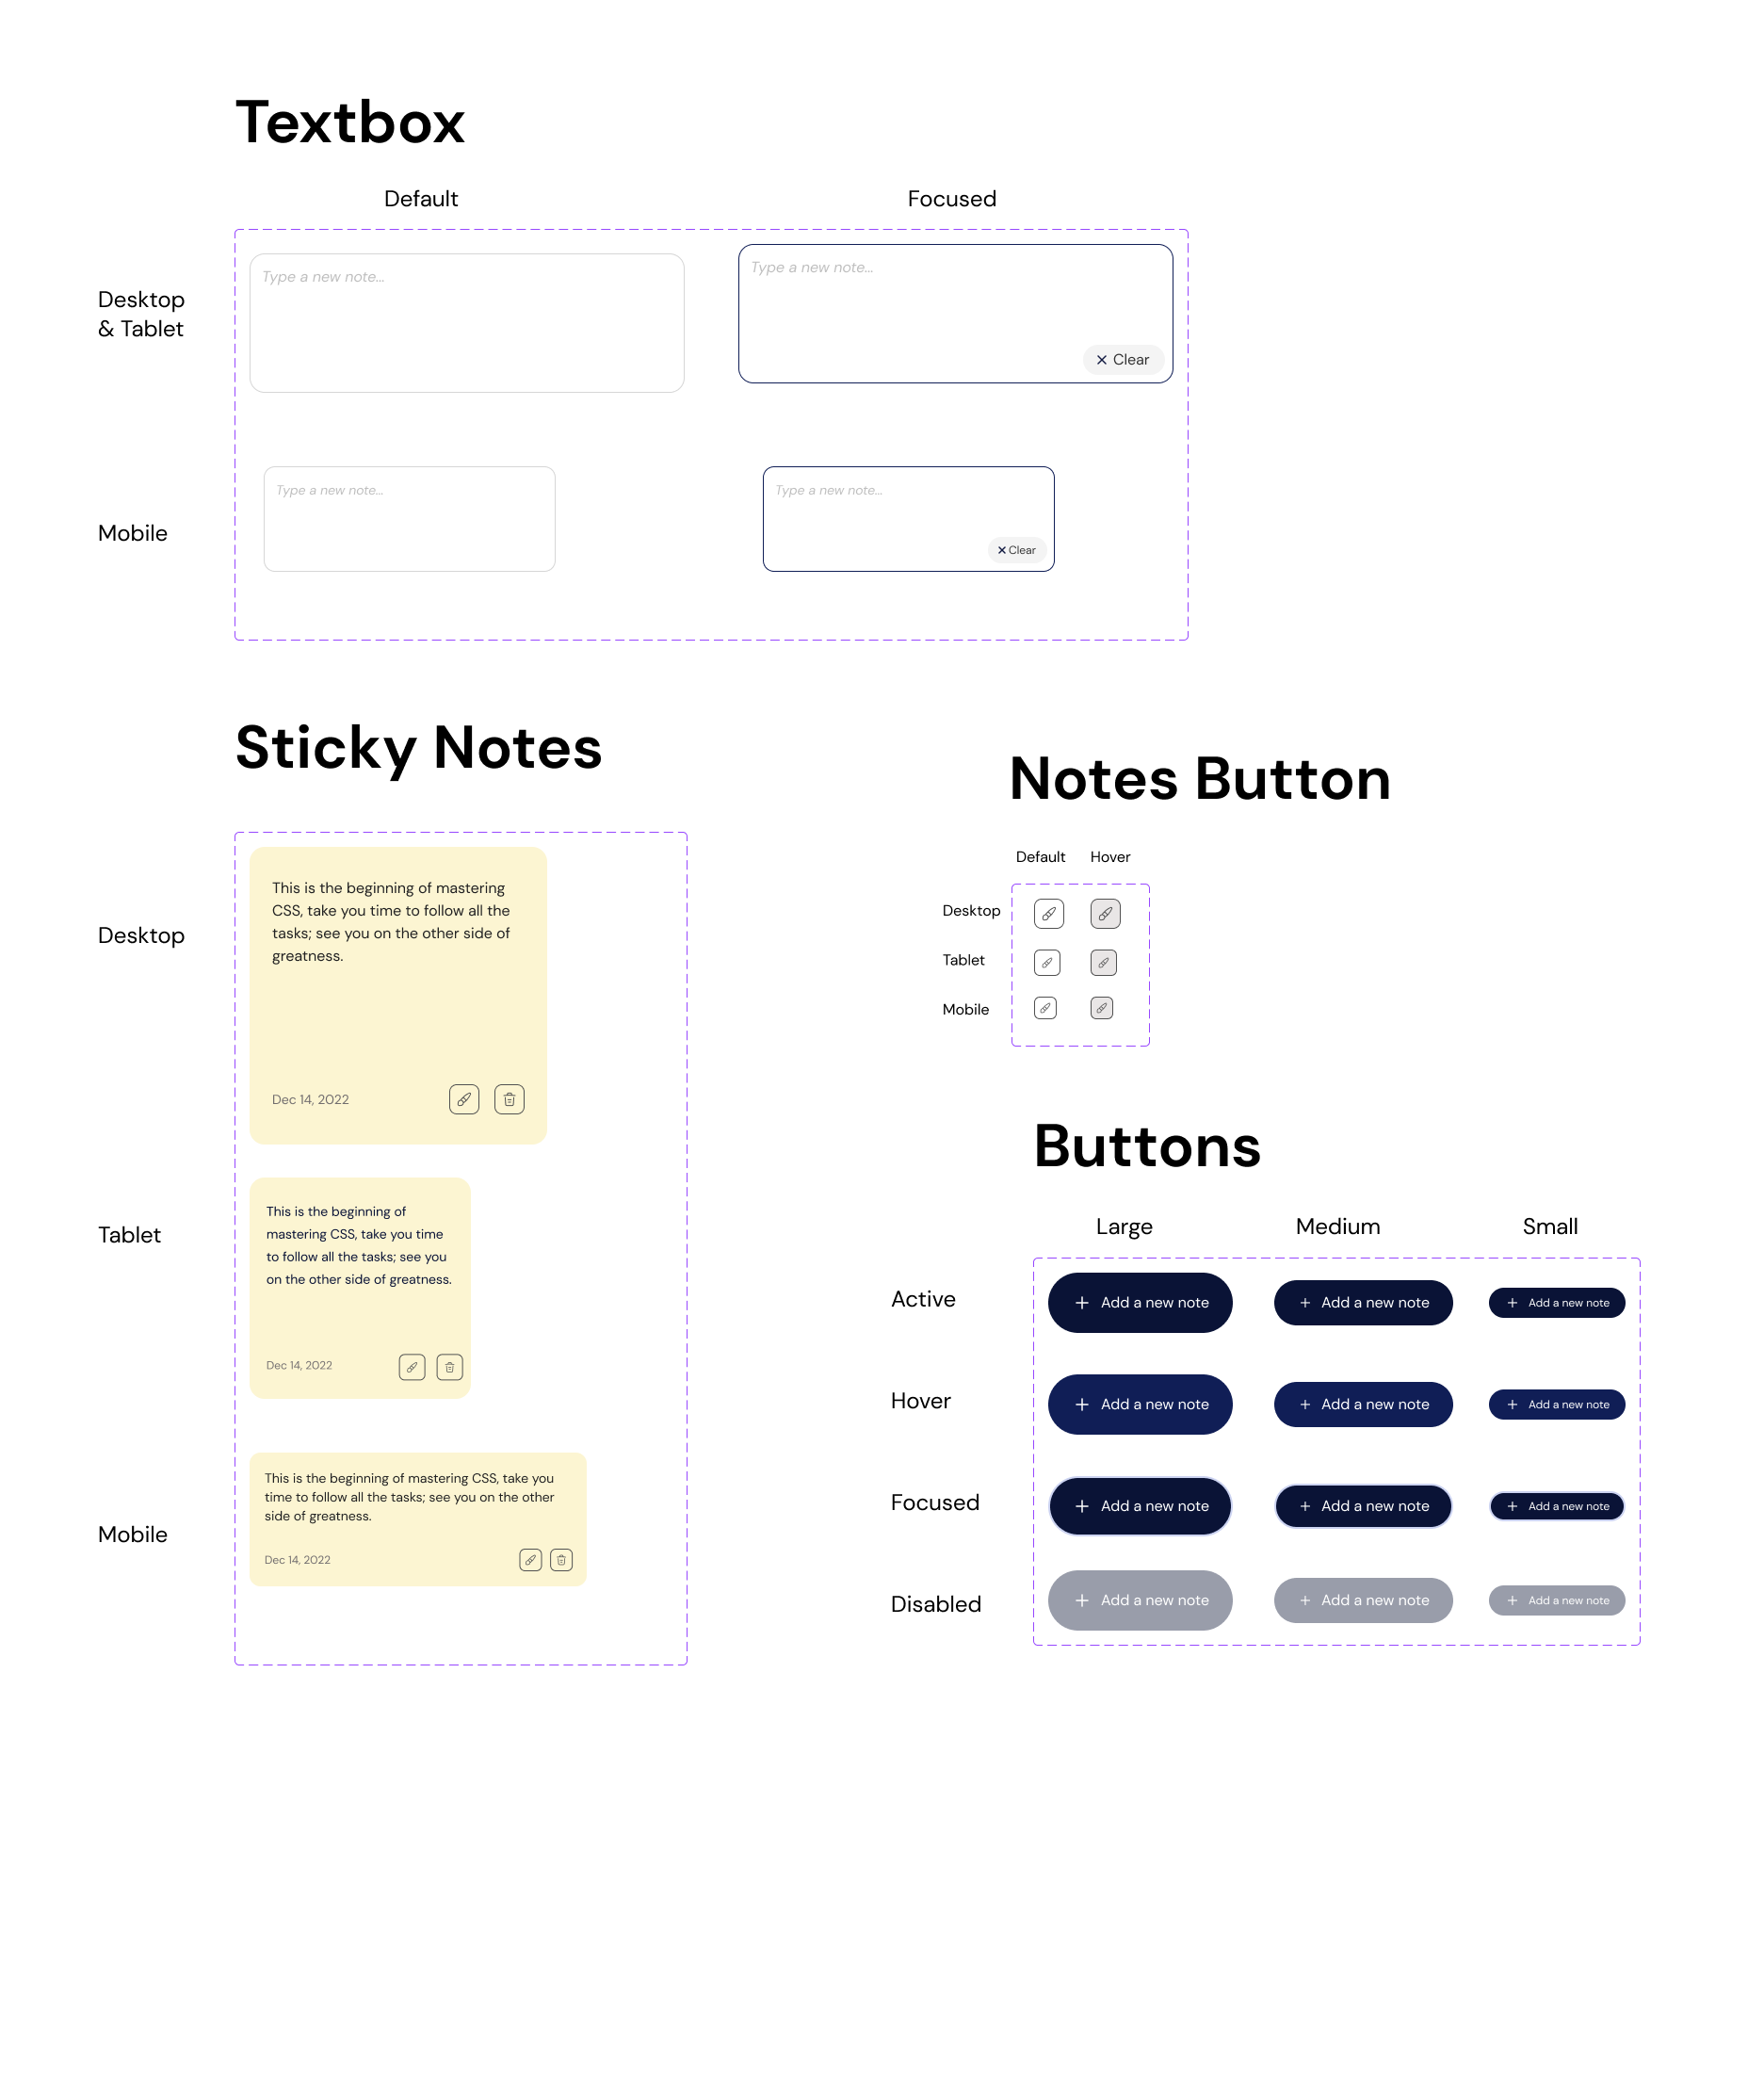 Textbox
Default
Focused
Desktop
& Tablet
Type a new note...
Type a new note...
Clear
Mobile
Type a new note...
Type a new note...
Clear
Sticky Notes
Desktop
This is the beginning of mastering
CSS, take you time to follow all the
tasks; see you on the other side of
greatness.
Dec 14, 2022
Tablet
This is the beginning of
mastering CSS, take you time
to follow all the tasks; see you
on the other side of greatness.
Dec 14, 2022
Mobile
This is the beginning of mastering CSS, take you
time to follow all the tasks; see you on the other
side of greatness.
Dec 14, 2022
Notes Button
Default
Hover
Desktop
Tablet
Mobile
Buttons
Large
Medium
Small
Active
Add a new note
Add a new note
Add a new note
Hover
Add a new note
Add a new note
Add a new note
Focused
Add a new note
Add a new note
Add a new note
Disabled
Add a new note
Add a new note
Add a new note